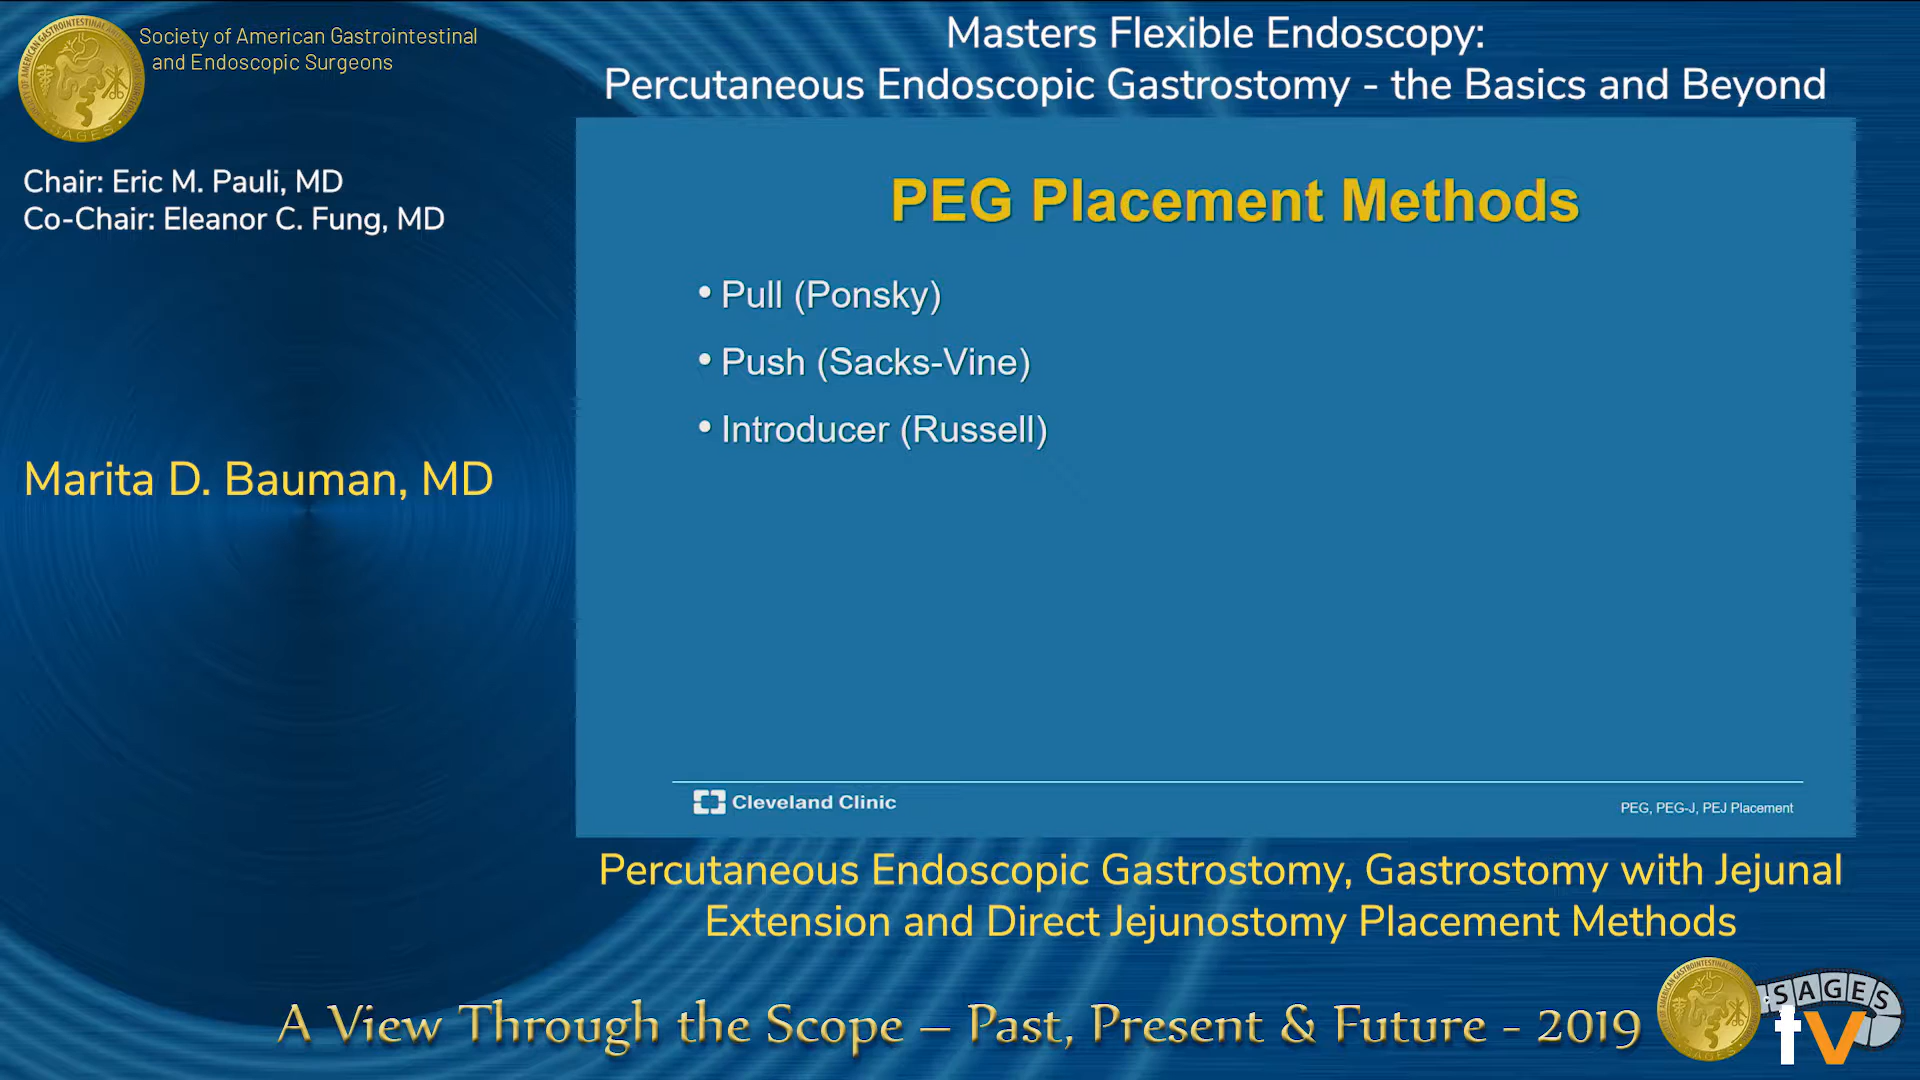 Society of American Gastrointestinal
and Endoscopic Surgeons
Masters Flexible Endoscopy:
Percutaneous Endoscopic Gastrostomy - the Basics and Beyond
Chair: Eric M. Pauli, MD
Co-Chair: Eleanor C. Fung, MD
Marita D. Bauman, MD
PEG Placement Methods
• Pull (Ponsky)
• Push (Sacks-Vine)
• Introducer (Russell)
Cleveland Clinic
PEG, PEG-J, PEJ Placement
Percutaneous Endoscopic Gastrostomy, Gastrostomy with Jejunal
Extension and Direct Jejunostomy Placement Methods
A View Through the Scope – Past, Present & Future - 2019
SAGES
tv